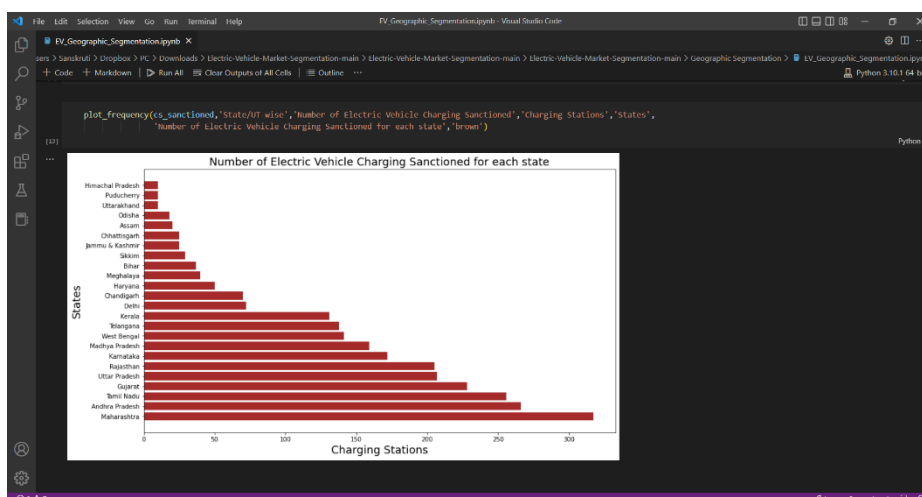 File Edit Selection View Go Run Terminal Help
EV_Geographic_Segmentation.ipynb - Visual Studio Code
EV_Geographic_Segmentation.ipynb
sers > Sanskruti > Dropbox > PC > Downloads > Electric-Vehicle-Market-Segmentation-main > Electric-Vehicle-Market-Segmentation-main > Electric-Vehicle-Market-Segmentation-main > Geographic Segmentation > EV_Geographic_Segmentation.ipyn
+ Code + Markdown Run All Clear Outputs of All Cells Outline ...
Python 3.10.1 64-b
plot_frequency(cs_sanctioned,'State/UT-wise','Number of Electric Vehicle Charging Sanctioned','Charging Stations','States',
'Number of Electric Vehicle Charging Sanctioned for each state','brown')
Python
...
Number of Electric Vehicle Charging Sanctioned for each state
States
Himachal Pradesh
Puducherry
Uttarakhand
Odisha
Assam
Chhattisgarh
Jammu & Kashmir
Sikkim
Bihar
Meghalaya
Haryana
Chandigarh
Delhi
Kerala
Telangana
West Bengal
Madhya Pradesh
Karnataka
Rajasthan
Uttar Pradesh
Gujarat
Tamil Nadu
Andhra Pradesh
Maharashtra
0 50 100 150 200 250 300
Charging Stations